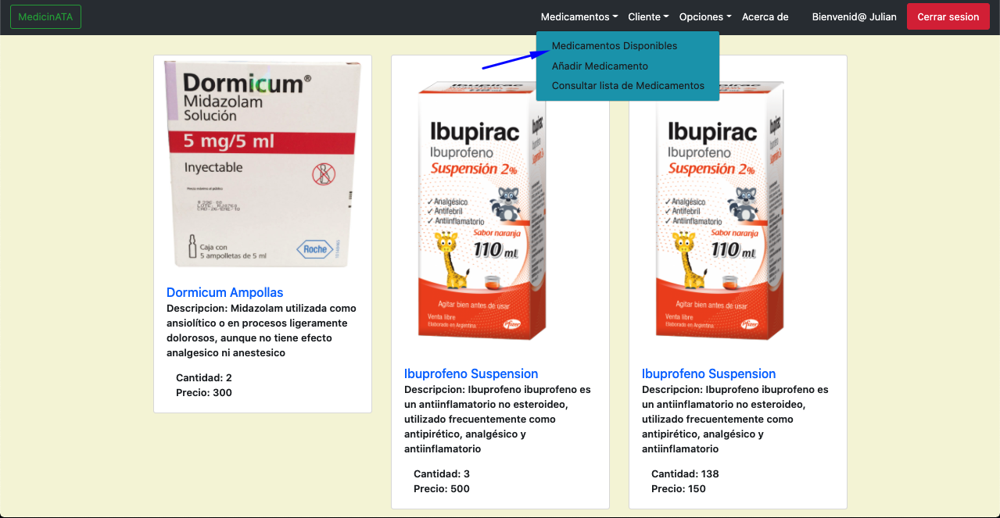 MedicinATA
Medicamentos Cliente Opciones Acerca de Bienvenid@ Julian Cerrar sesion
Medicamentos Disponibles
Añadir Medicamento
Consultar lista de Medicamentos
Dormicum®
Midazolam
Solución
5 mg/5 ml
Inyectable
Caja con
5 ampolletas de 5 ml
Roche
Dormicum Ampollas
Descripcion: Midazolam utilizada como
ansiolítico o en procesos ligeramente
dolorosos, aunque no tiene efecto
analgesico ni anestesico
Cantidad: 2
Precio: 300
Ibupirac
Ibupirac
Ibuprofeno
Suspensión 2%
✓Analgésico
✓Antifebril
✓Antiinflamatorio
Sabor naranja
110 ml
Agitar bien antes de usar
Venta libre
Elaborado en Argentina
Pfizer
Ibuprofeno Suspension
Descripcion: Ibuprofeno ibuprofeno es
un antiinflamatorio no esteroideo,
utilizado frecuentemente como
antipirético, analgésico y
antiinflamatorio
Cantidad: 3
Precio: 500
Ibupirac
Ibupirac
Ibuprofeno
Suspensión 2%
✓Analgésico
✓Antifebril
✓Antiinflamatorio
Sabor naranja
110 ml
Agitar bien antes de usar
Venta libre
Elaborado en Argentina
Pfizer
Ibuprofeno Suspension
Descripcion: Ibuprofeno ibuprofeno es
un antiinflamatorio no esteroideo,
utilizado frecuentemente como
antipirético, analgésico y
antiinflamatorio
Cantidad: 138
Precio: 150